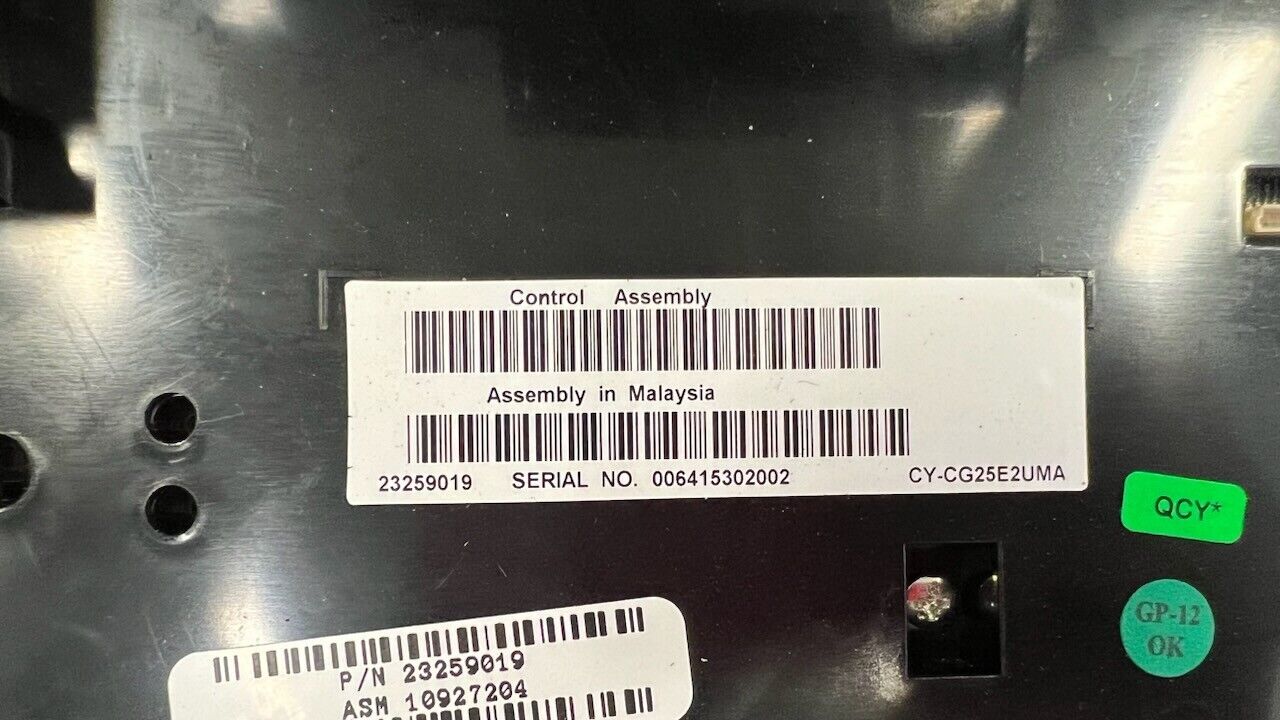 Control Assembly
Assembly in Malaysia
23259019 SERIAL NO. 006415302002 CY-CG25E2UMA
QCY*
GP-12
OK
P/N 23259019
ASM 10927204